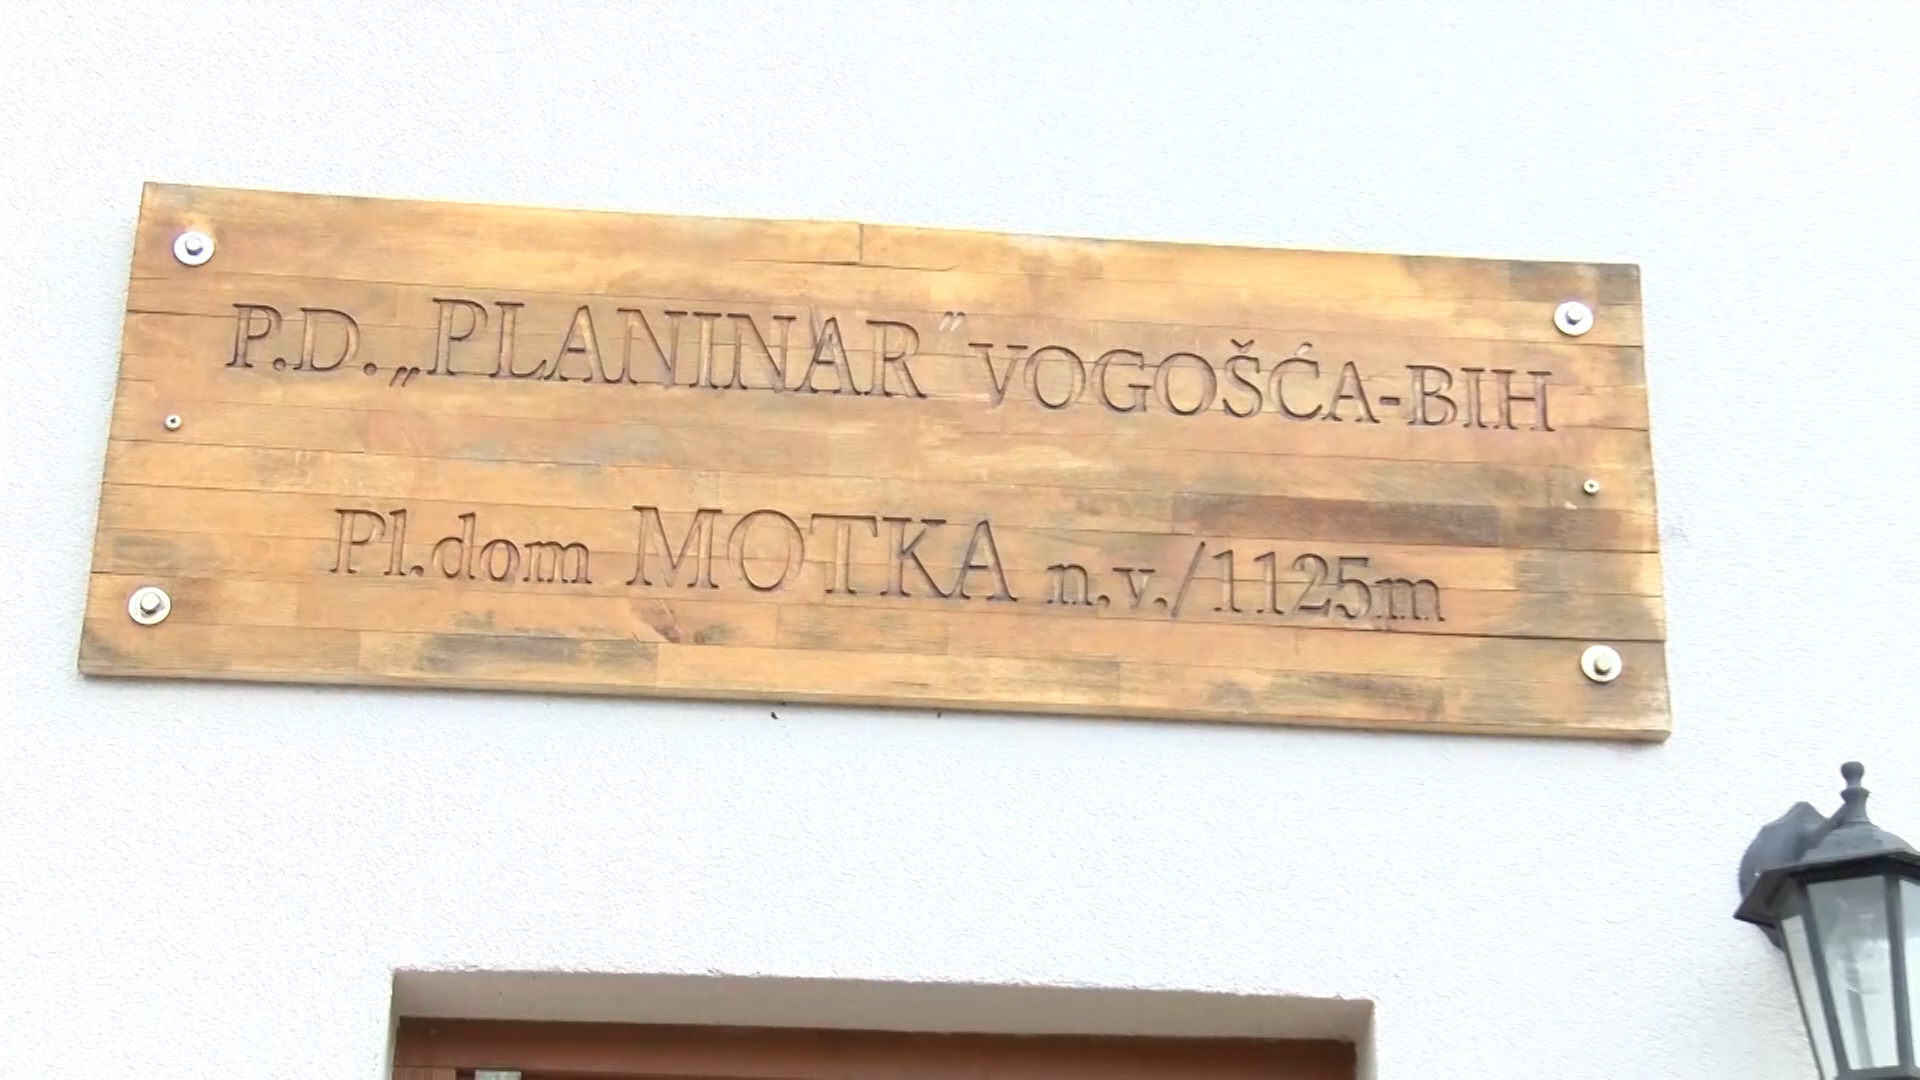 P.D. „PLANINAR” VOGOŠĆA-BIH
Pl.dom MOTKA n.v./1125m